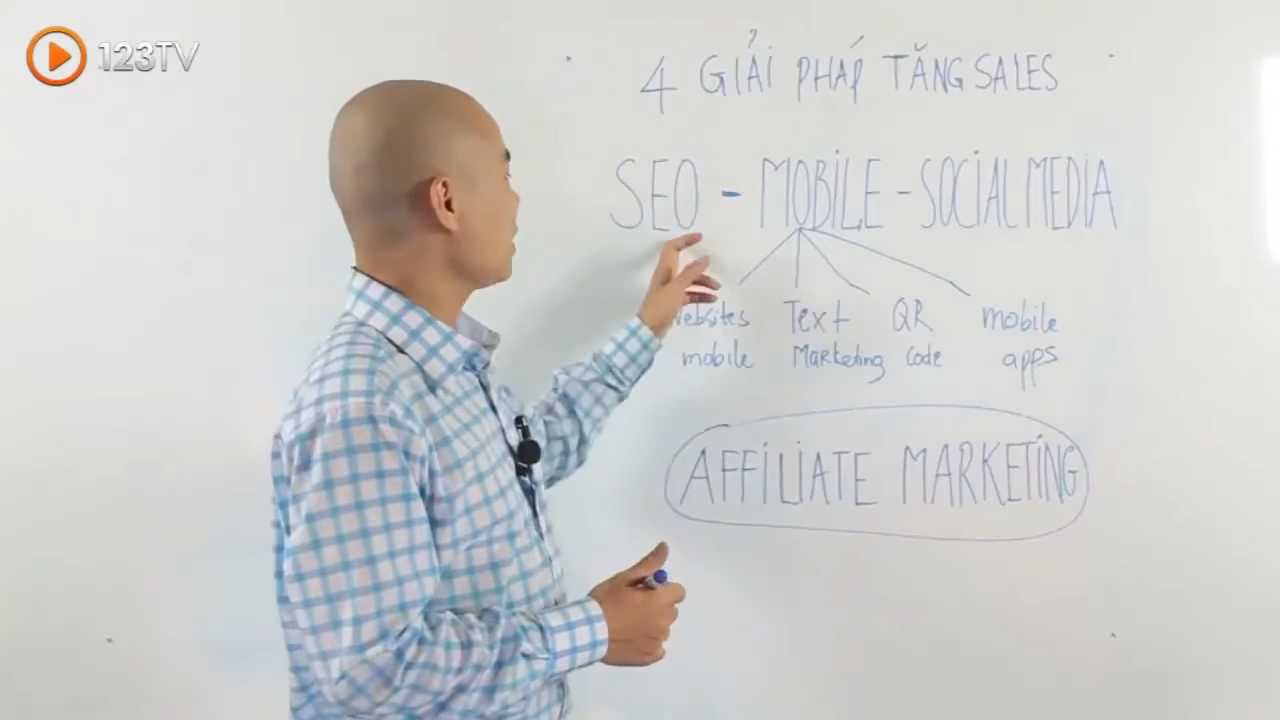 123TV
4 GIẢI PHÁP TĂNG SALES
SEO - MOBILE - SOCIAL MEDIA
websites Text QR mobile
mobile Marketing Code apps
AFFILIATE MARKETING